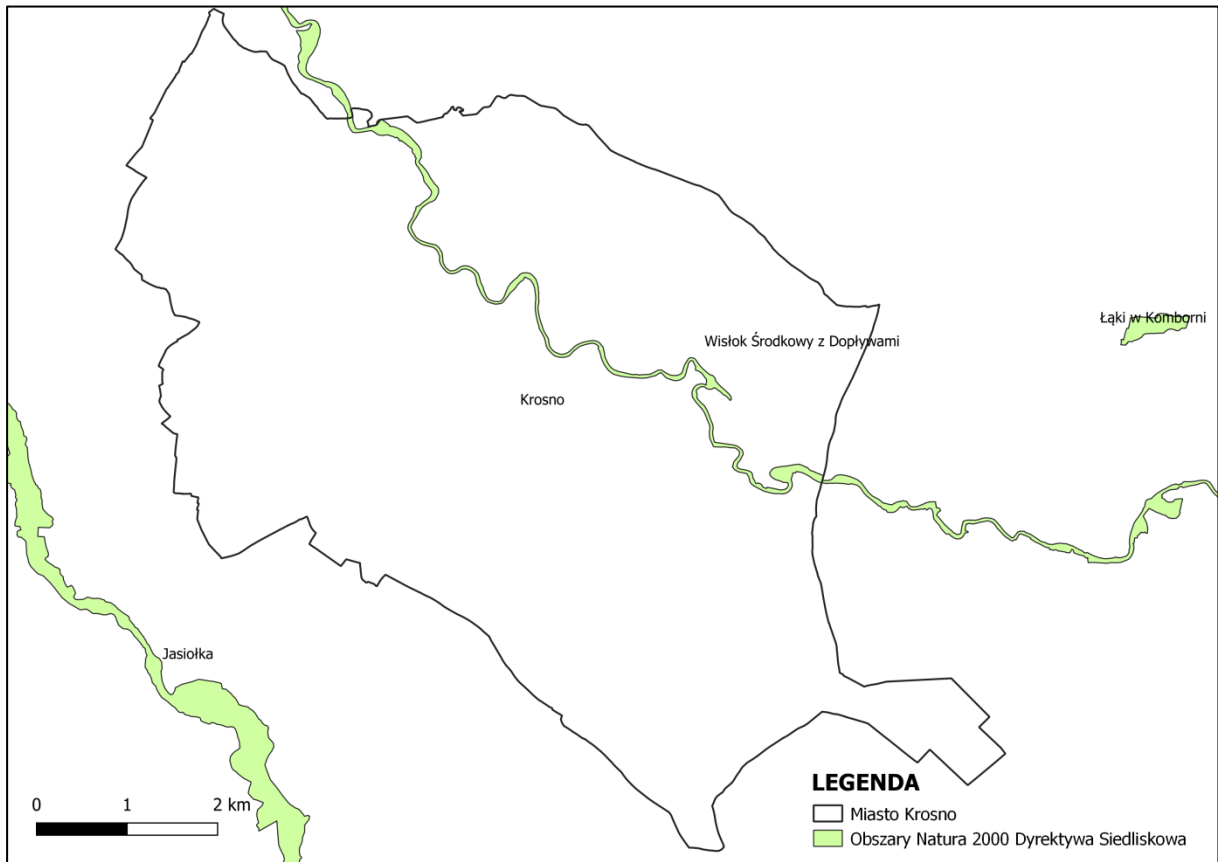 Łąki w Komborni
Wisłok Środkowy z Dopływami
Krosno
Jasiołka
0 1 2 km
LEGENDA
Miasto Krosno
Obszary Natura 2000 Dyrektywa Siedliskowa